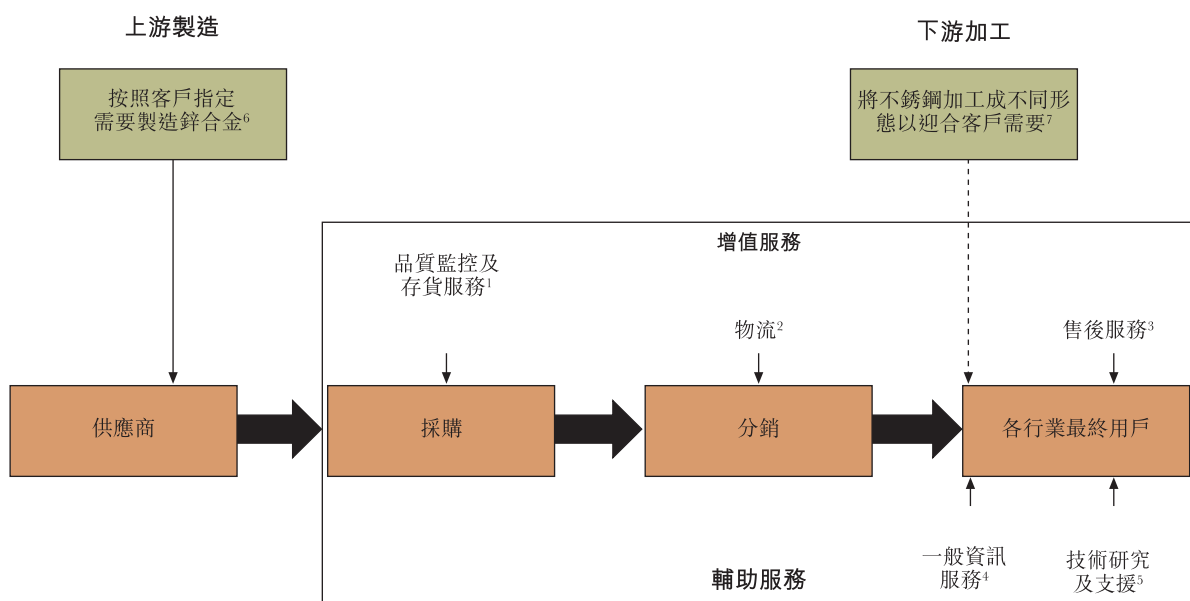 上游製造
下游加工
按照客戶指定
需要製造鋅合金6
將不銹鋼加工成不同形
態以迎合客戶需要7
增值服務
品質監控及
存貨服務1
物流2
售後服務3
供應商
採購
分銷
各行業最終用戶
一般資訊
服務4
技術研究
及支援5
輔助服務